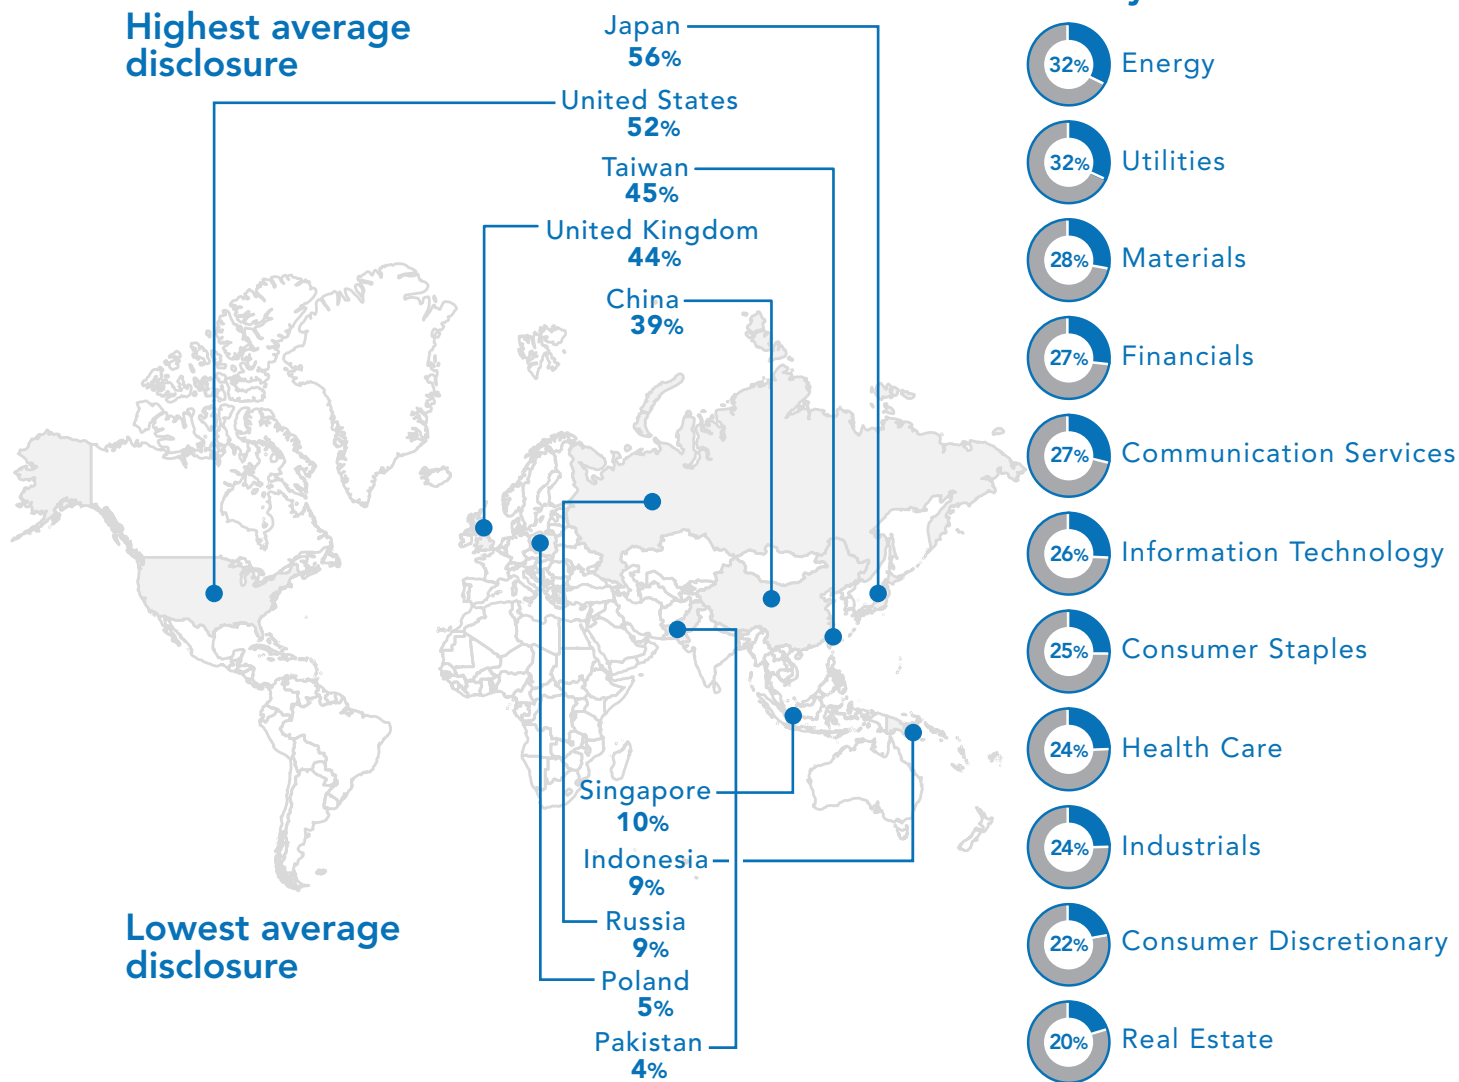 Highest average
disclosure
Japan
56%
United States
52%
Taiwan
45%
United Kingdom
44%
China
39%
Singapore
10%
Indonesia
9%
Russia
9%
Poland
5%
Pakistan
4%
Lowest average
disclosure
32% Energy
32% Utilities
28% Materials
27% Financials
27% Communication Services
26% Information Technology
25% Consumer Staples
24% Health Care
24% Industrials
22% Consumer Discretionary
20% Real Estate